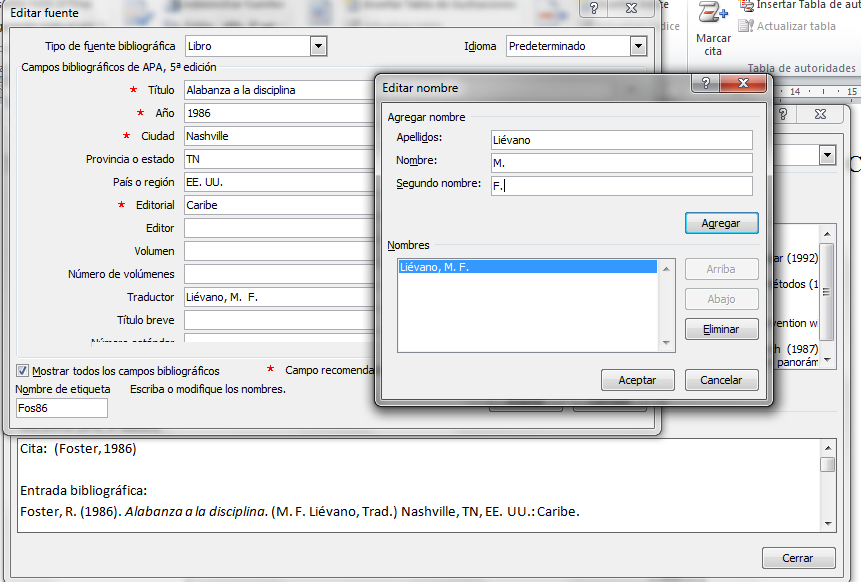 Editar fuente
Insertar Tabla de aut
Actualizar tabla
Marcar
cita
Tabla de autoridades
14 15
Tipo de fuente bibliográfica Libro Idioma Predeterminado
Campos bibliográficos de APA, 5ª edición
* Título Alabanza a la disciplina
* Año 1986
* Ciudad Nashville
Provincia o estado TN
País o región EE. UU.
* Editorial Caribe
Editor
Volumen
Número de volúmenes
Traductor Liévano, M. F.
Título breve
Número estándar
Mostrar todos los campos bibliográficos * Campo recomenda
Nombre de etiqueta Escriba o modifique los nombres.
Fos86
Editar nombre
Agregar nombre
Apellidos: Liévano
Nombre: M.
Segundo nombre: F.
Agregar
Nombres
Liévano, M. F.
Arriba
Abajo
Eliminar
Aceptar Cancelar
ar (1992)
étodos (1
vention w
h (1987)
panorám
Cita: (Foster, 1986)
Entrada bibliográfica:
Foster, R. (1986). Alabanza a la disciplina. (M. F. Liévano, Trad.) Nashville, TN, EE. UU.: Caribe.
Cerrar